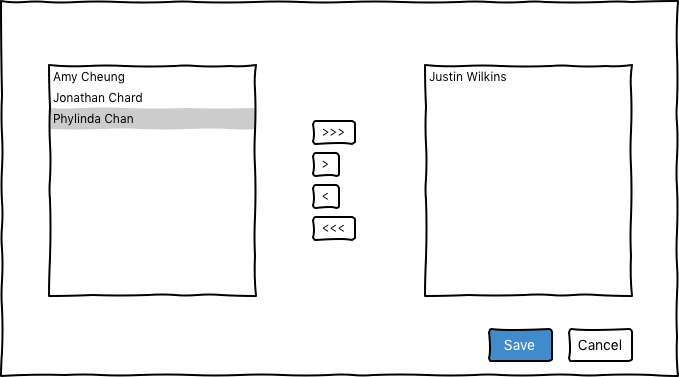 Amy Cheung
Jonathan Chard
Phylinda Chan
>>>
>
<
<<<
Justin Wilkins
Save
Cancel